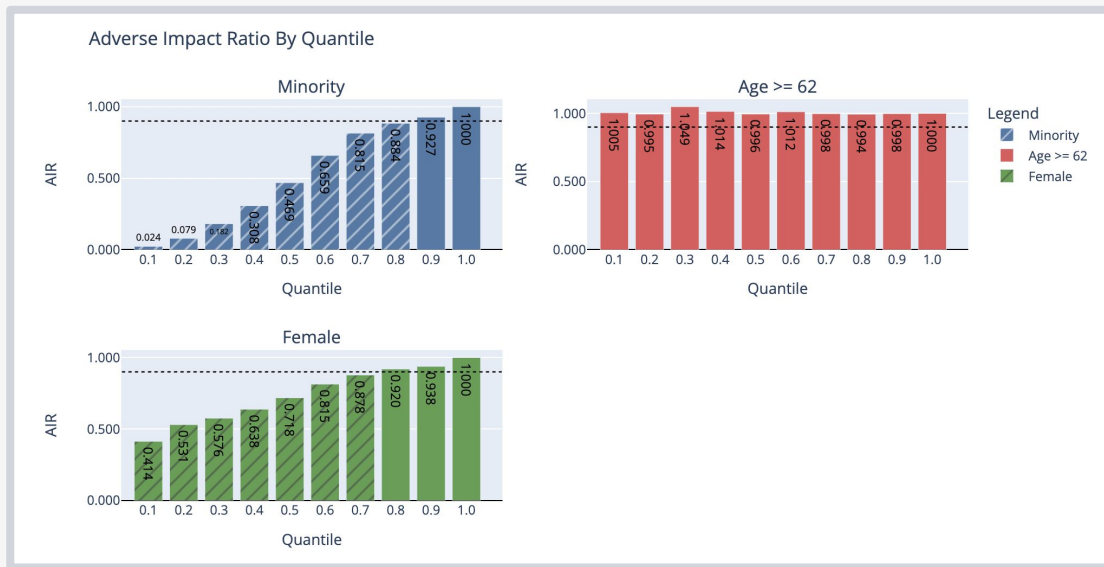 Adverse Impact Ratio By Quantile
Minority
1.000
0.500
0.000
AIR
0.024
0.079
0.182
0.308
0.469
0.659
0.815
0.884
0.927
1.000
0.1 0.2 0.3 0.4 0.5 0.6 0.7 0.8 0.9 1.0
Quantile
Age >= 62
1.000
0.500
0.000
AIR
1.005
0.995
1.049
1.014
0.996
1.012
0.998
0.994
0.998
1.000
0.1 0.2 0.3 0.4 0.5 0.6 0.7 0.8 0.9 1.0
Quantile
Legend
Minority
Age >= 62
Female
Female
1.000
0.500
0.000
AIR
0.414
0.531
0.576
0.638
0.718
0.815
0.878
0.920
0.938
1.000
0.1 0.2 0.3 0.4 0.5 0.6 0.7 0.8 0.9 1.0
Quantile